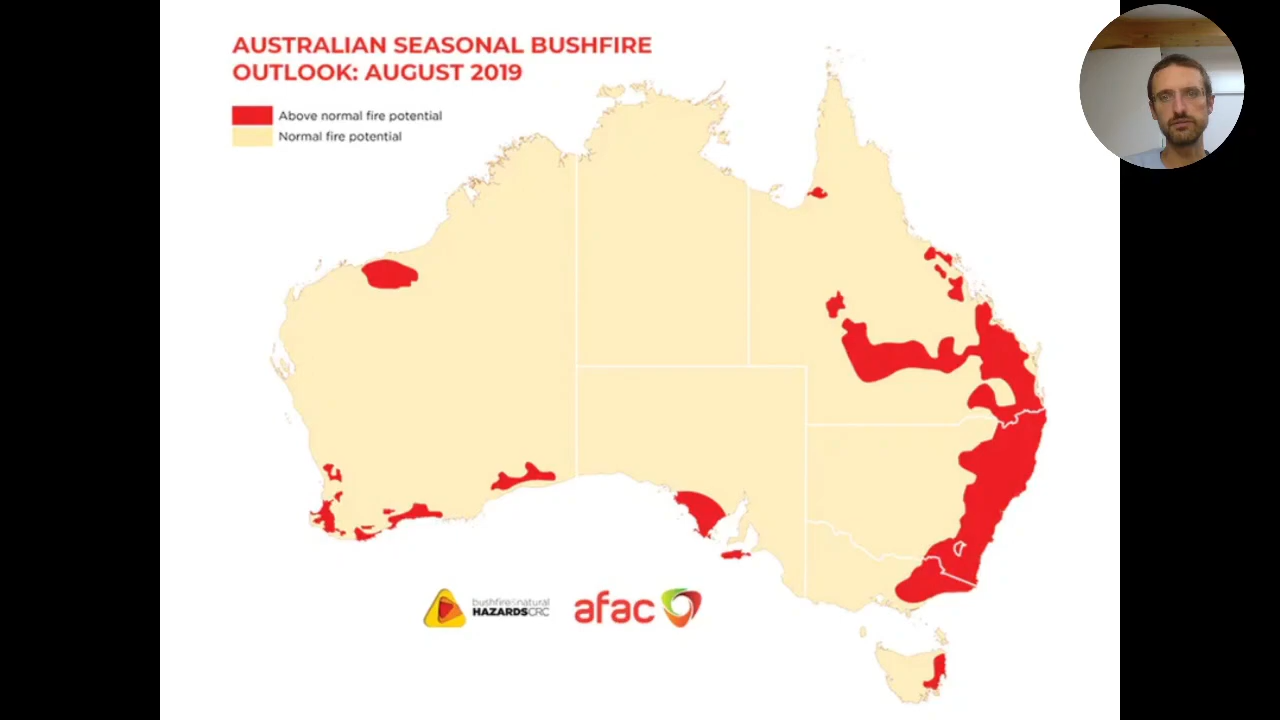 AUSTRALIAN SEASONAL BUSHFIRE
OUTLOOK: AUGUST 2019
Above normal fire potential
Normal fire potential
bushfire&natural
HAZARDSCRC
afac